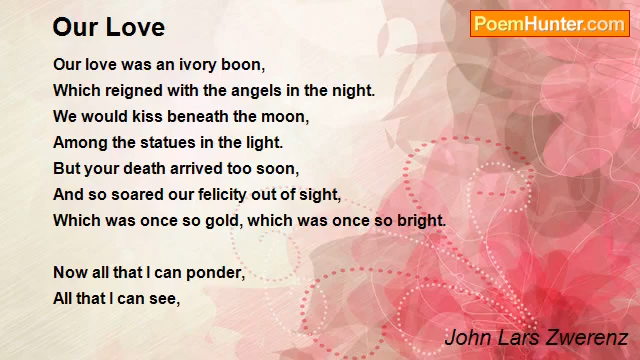 Our Love
PoemHunter.com
Our love was an ivory boon,
Which reigned with the angels in the night.
We would kiss beneath the moon,
Among the statues in the light.
But your death arrived too soon,
And so soared our felicity out of sight,
Which was once so gold, which was once so bright.
Now all that I can ponder,
All that I can see,
John Lars Zwerenz